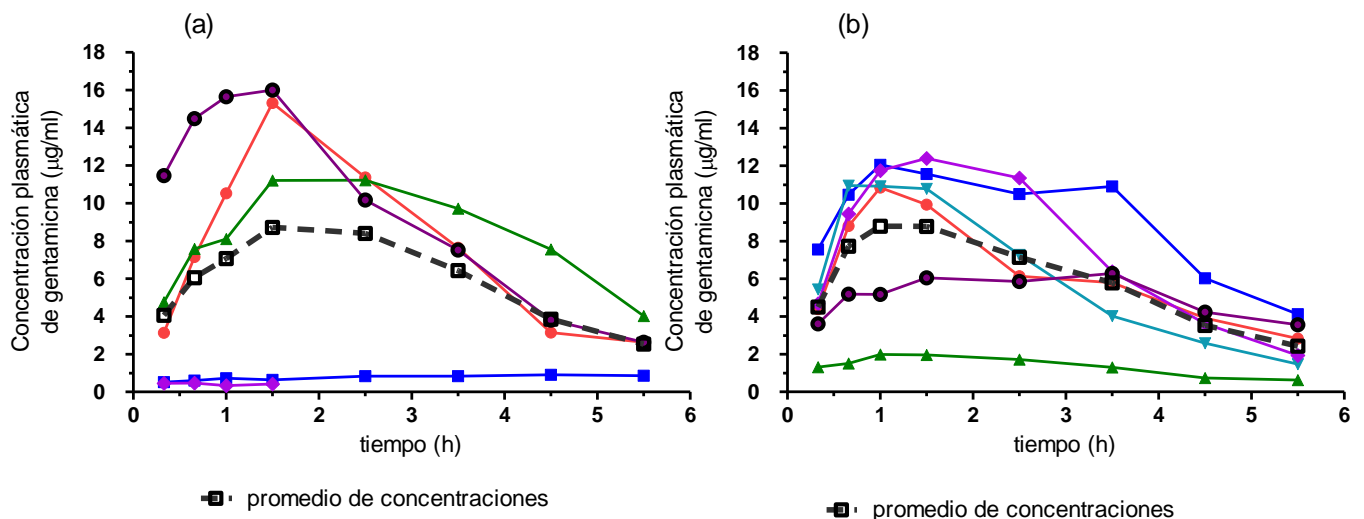 (a)
(b)
Concentración plasmática
de gentamicna (µg/ml)
18
16
14
12
10
8
6
4
2
0
0 1 2 3 4 5 6
tiempo (h)
promedio de concentraciones
Concentración plasmática
de gentamicna (µg/ml)
18
16
14
12
10
8
6
4
2
0
0 1 2 3 4 5 6
tiempo (h)
promedio de concentraciones